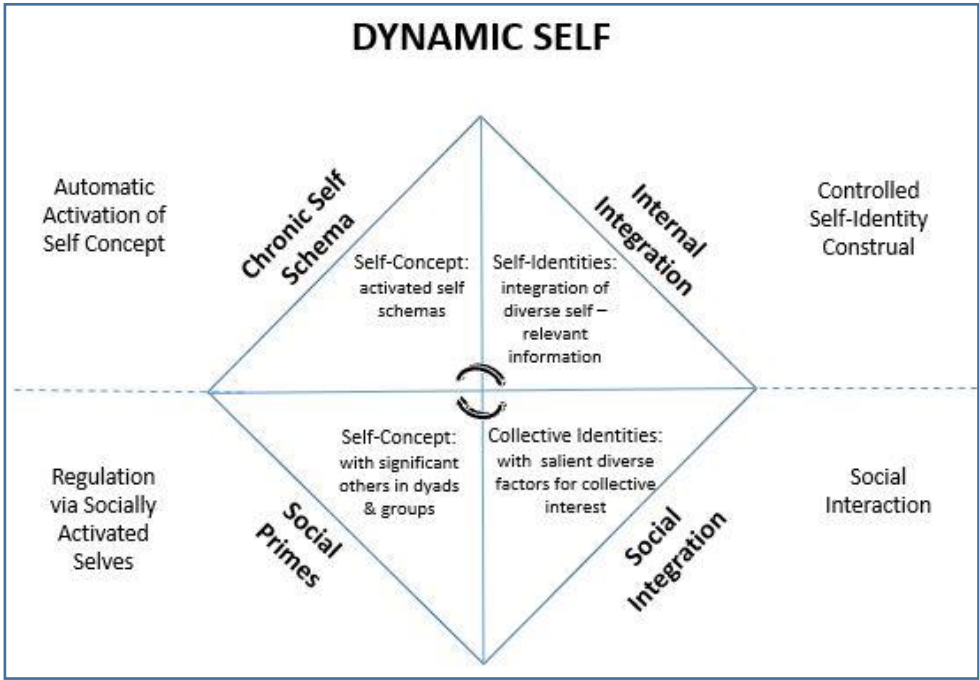 DYNAMIC SELF
Automatic
Activation of
Self Concept
Chronic Self
Schema
Internal
Integration
Controlled
Self-Identity
Construal
Self-Concept:
activated self
schemas
Self-Identities:
integration of
diverse self –
relevant
information
Regulation
via Socially
Activated
Selves
Social
Primes
Self-Concept:
with significant
others in dyads
& groups
Collective Identities:
with salient diverse
factors for collective
interest
Social
Integration
Social
Interaction